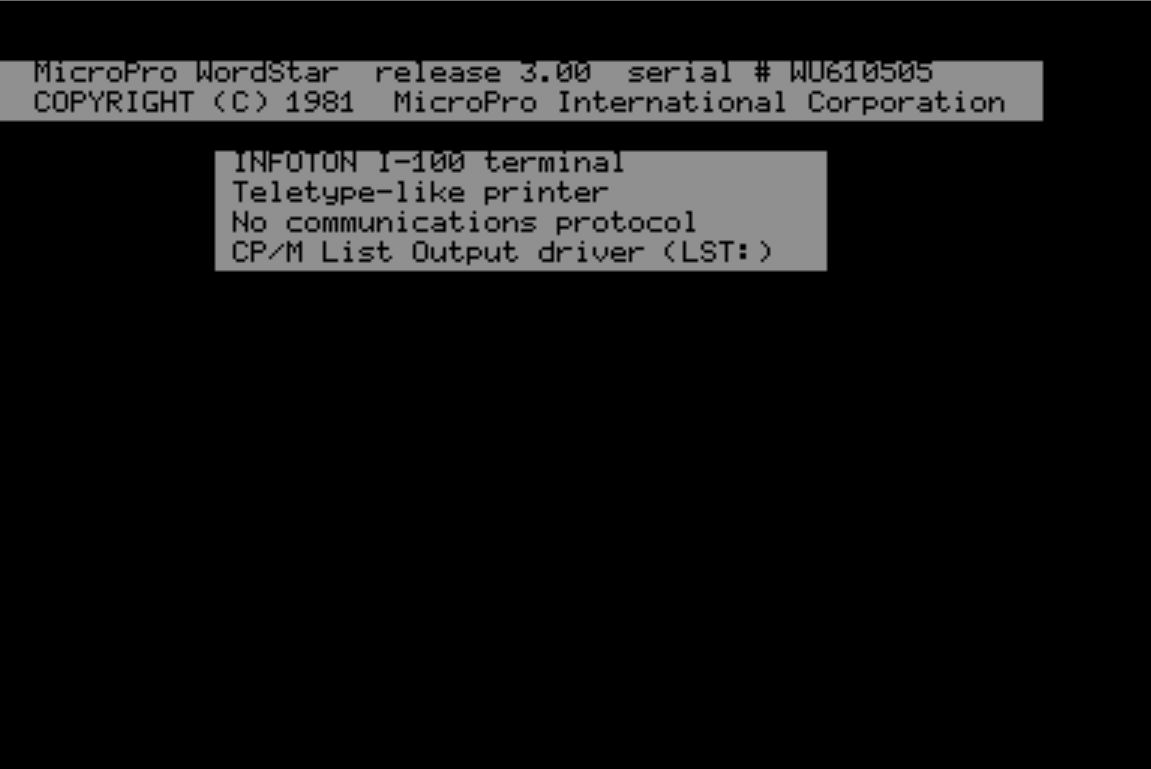 MicroPro WordStar  release 3.00  serial # WU610505
COPYRIGHT (C) 1981  MicroPro International Corporation
INFOTON I-100 terminal
Teletype-like printer
No communications protocol
CP/M List Output driver (LST:)